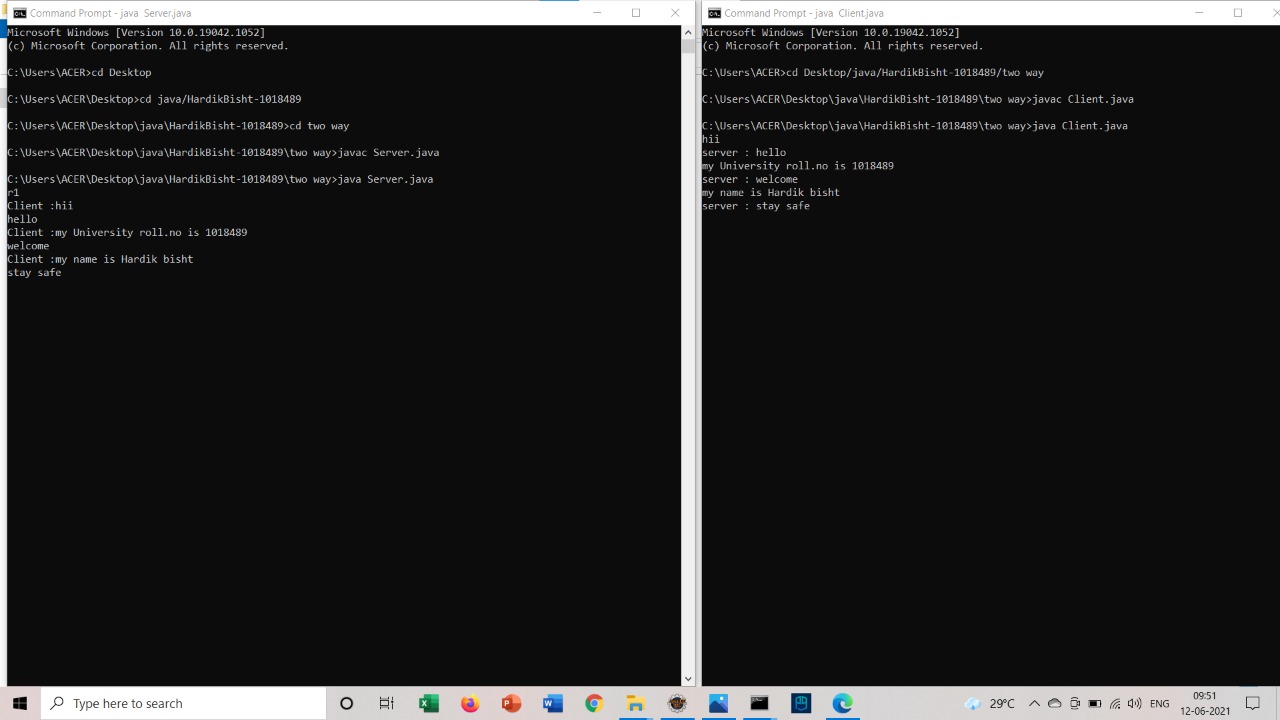 Command Prompt - java  Server.java
Microsoft Windows [Version 10.0.19042.1052]
(c) Microsoft Corporation. All rights reserved.
C:\Users\ACER>cd Desktop
C:\Users\ACER\Desktop>cd java/HardikBisht-1018489
C:\Users\ACER\Desktop\java\HardikBisht-1018489>cd two way
C:\Users\ACER\Desktop\java\HardikBisht-1018489\two way>javac Server.java
C:\Users\ACER\Desktop\java\HardikBisht-1018489\two way>java Server.java
r1
Client :hii
hello
Client :my University roll.no is 1018489
welcome
Client :my name is Hardik bisht
stay safe
Command Prompt - java  Client.java
Microsoft Windows [Version 10.0.19042.1052]
(c) Microsoft Corporation. All rights reserved.
C:\Users\ACER>cd Desktop/java/HardikBisht-1018489/two way
C:\Users\ACER\Desktop\java\HardikBisht-1018489\two way>javac Client.java
C:\Users\ACER\Desktop\java\HardikBisht-1018489\two way>java Client.java
hii
server : hello
my University roll.no is 1018489
server : welcome
my name is Hardik bisht
server : stay safe
Type here to search
29°C
ENG
09:51
12-06-2021